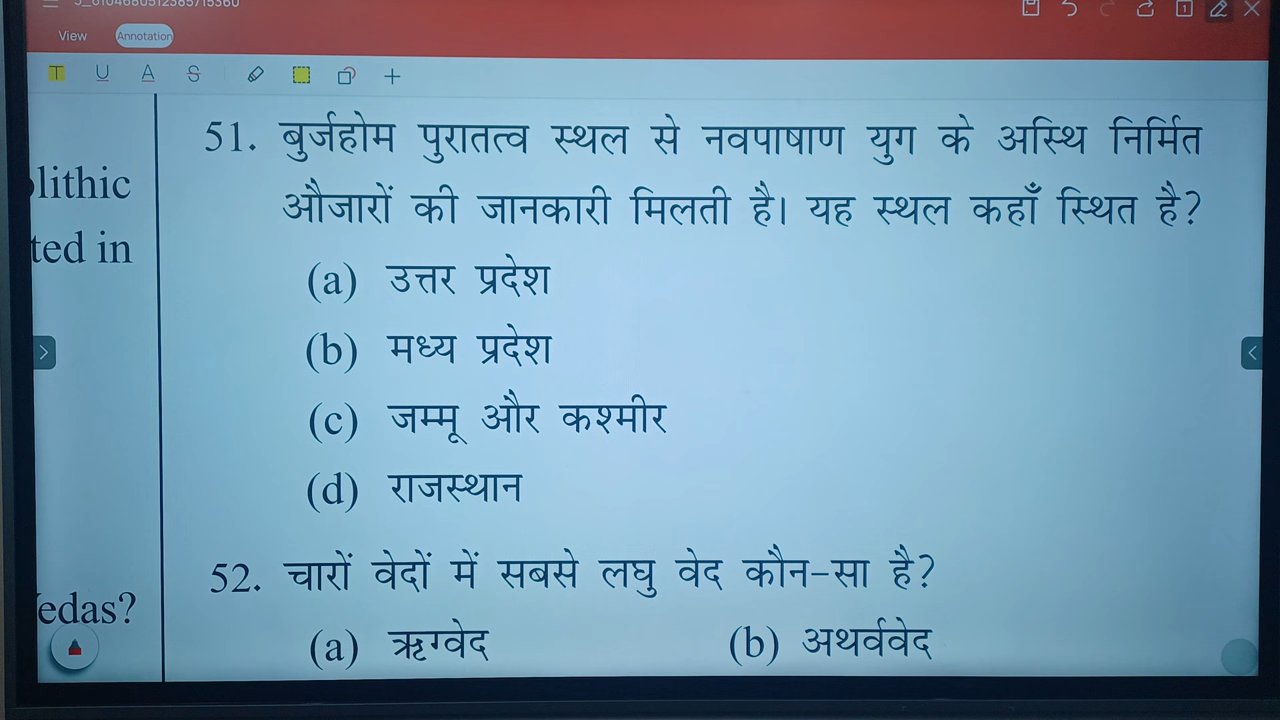 View
Annotation
T U A S
lithic
ted in
51. बुर्जहोम पुरातत्व स्थल से नवपाषाण युग के अस्थि निर्मित
औजारों की जानकारी मिलती है। यह स्थल कहाँ स्थित है?
(a) उत्तर प्रदेश
(b) मध्य प्रदेश
(c) जम्मू और कश्मीर
(d) राजस्थान
edas?
52. चारों वेदों में सबसे लघु वेद कौन-सा है?
(a) ऋग्वेद (b) अथर्ववेद